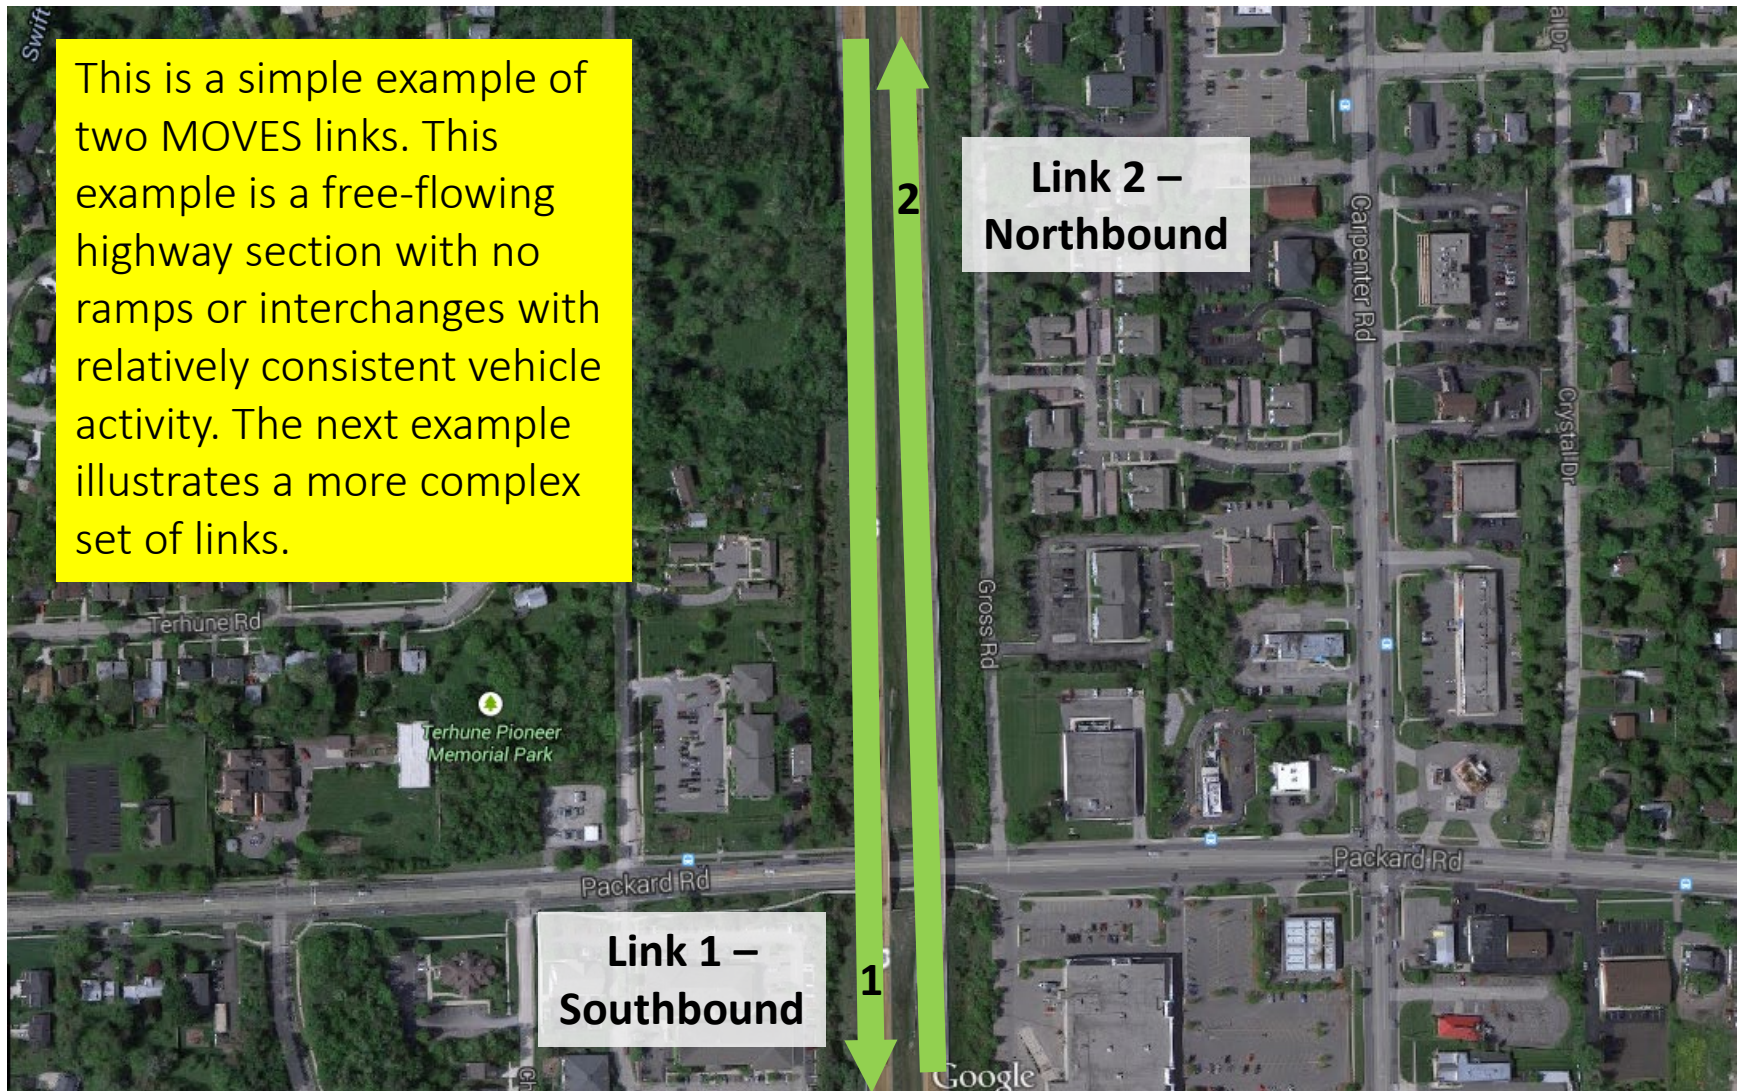 Swift
This is a simple example of
two MOVES links. This
example is a free-flowing
highway section with no
ramps or interchanges with
relatively consistent vehicle
activity. The next example
illustrates a more complex
set of links.
2
Link 2 –
Northbound
Carpenter Rd
Crystal Dr
Gross Rd
Terhune Rd
Terhune Pioneer
Memorial Park
Packard Rd
Packard Rd
Link 1 –
Southbound
1
Google